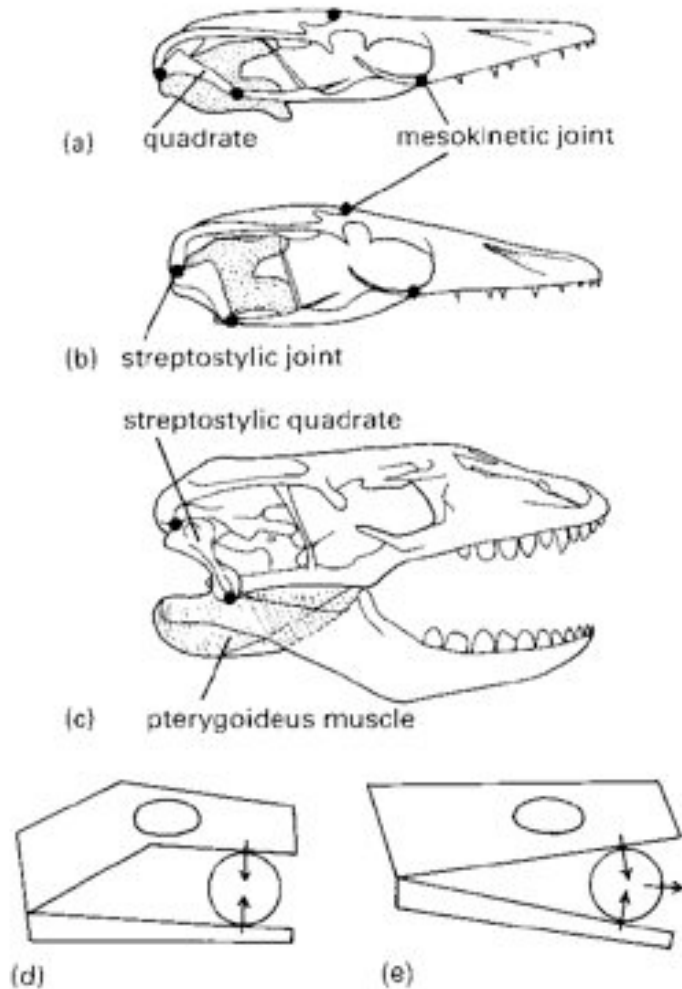 (a) quadrate mesokinetic joint
(b) streptostylic joint
streptostylic quadrate
(c) pterygoideus muscle
(d) (e)